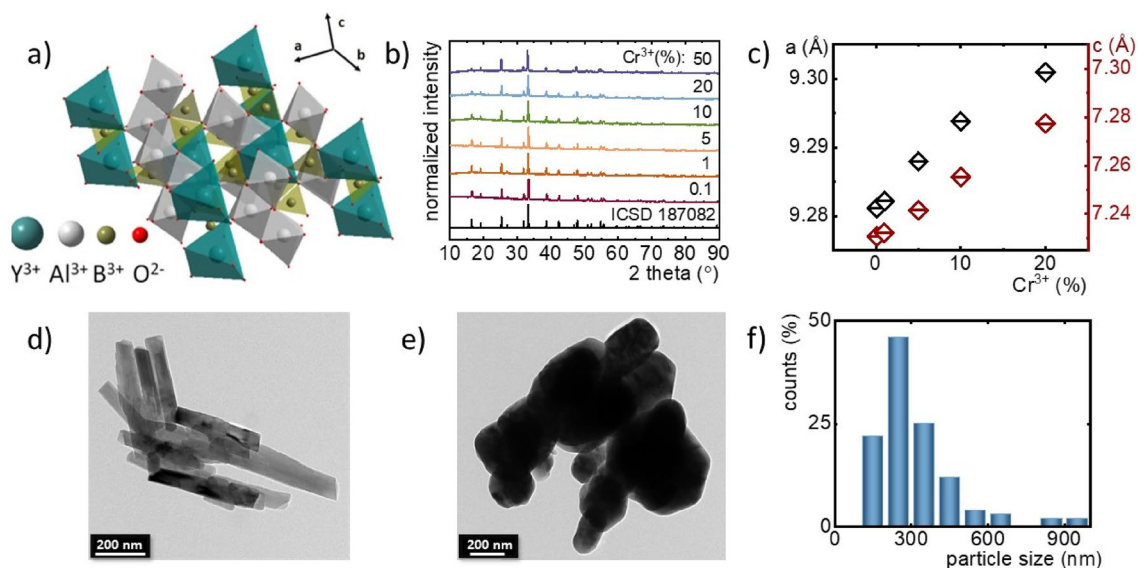 a)
c
a
b
Y³⁺ Al³⁺ B³⁺ O²⁻
b)
normalized intensity
Cr³⁺(%): 50
20
10
5
1
0.1
ICSD 187082
10 20 30 40 50 60 70 80 90
2 theta (°)
c)
a (Å)
c (Å)
9.30
9.29
9.28
7.30
7.28
7.26
7.24
0 10 20
Cr³⁺ (%)
d)
200 nm
e)
200 nm
f)
counts (%)
50
25
0
0 300 600 900
particle size (nm)